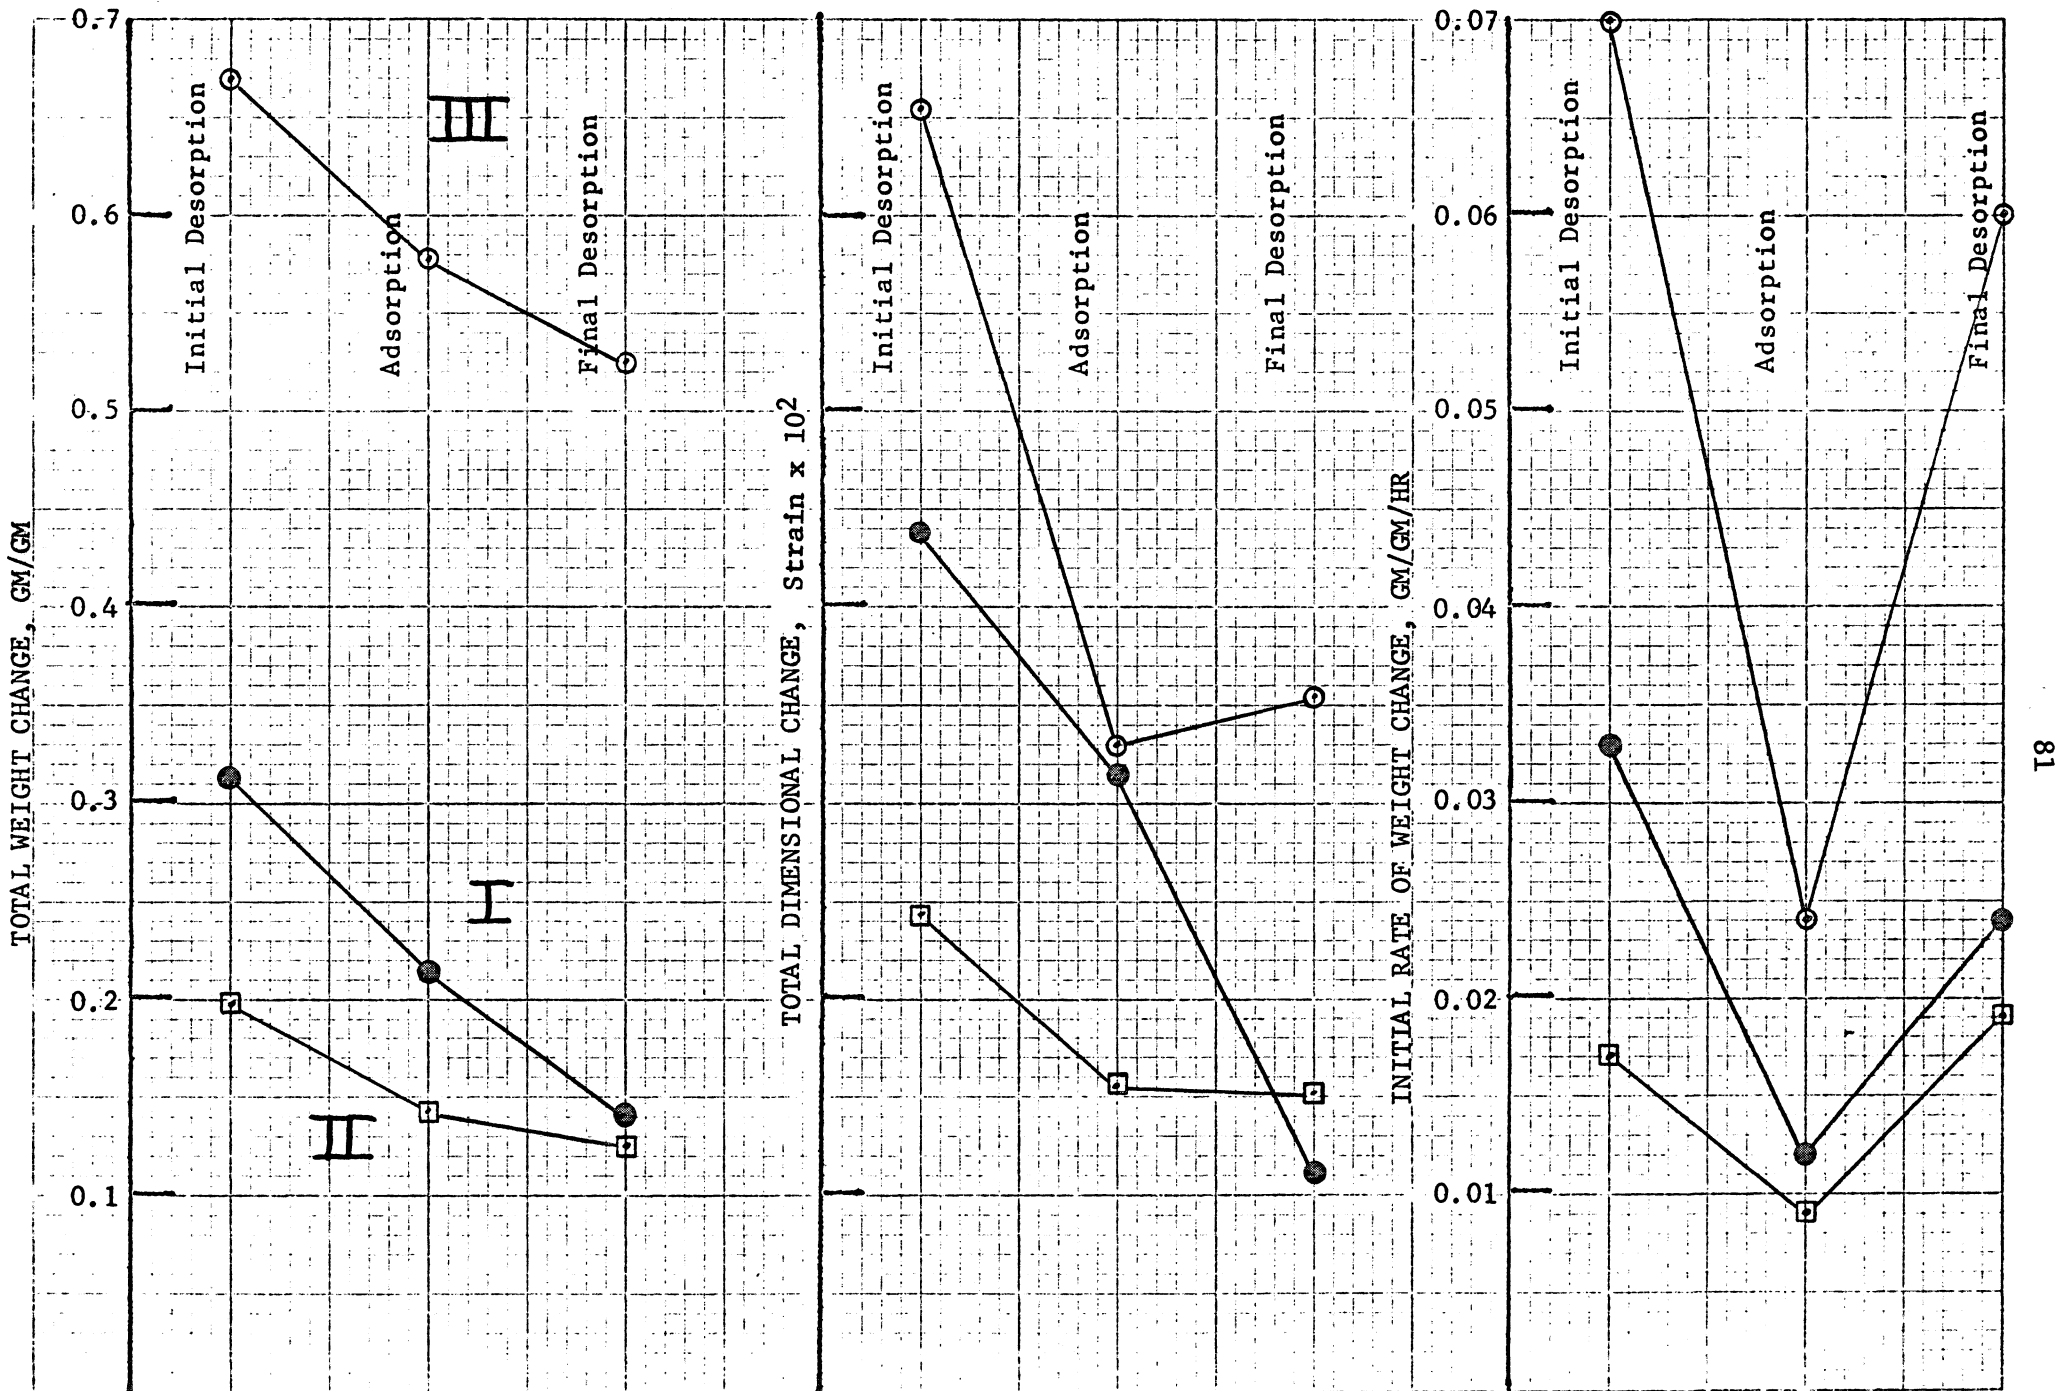 TOTAL WEIGHT CHANGE, GM/GM
0.7
0.6
0.5
0.4
0.3
0.2
0.1
Initial Desorption
Adsorption
Final Desorption
III
I
II
TOTAL DIMENSIONAL CHANGE, Strain x 10²
Initial Desorption
Adsorption
Final Desorption
INITIAL RATE OF WEIGHT CHANGE, GM/GM/HR
0.07
0.06
0.05
0.04
0.03
0.02
0.01
Initial Desorption
Adsorption
Final Desorption
81